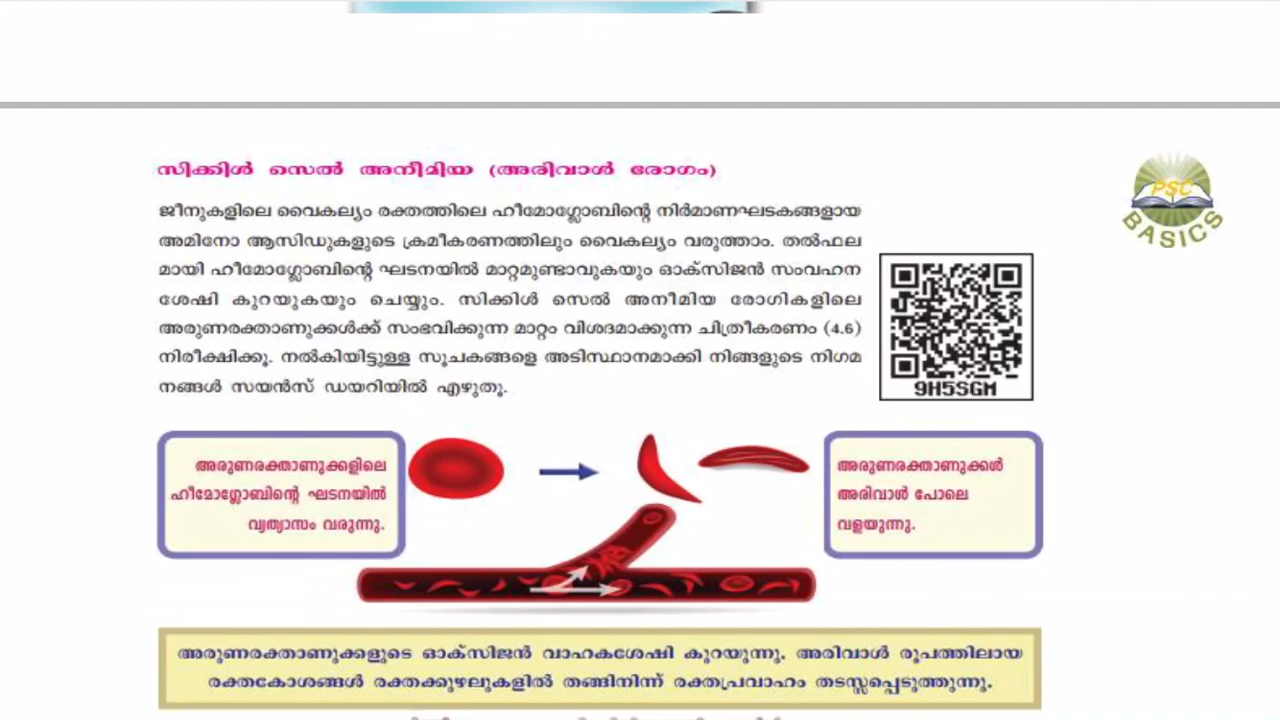 PSC
BASICS
സിക്കിൾ സെൽ അനീമിയ (അരിവാൾ രോഗം)
ജീനുകളിലെ വൈകല്യം രക്തത്തിലെ ഹീമോഗ്ലോബിന്റെ നിർമാണഘടകങ്ങളായ
അമിനോ ആസിഡുകളുടെ ക്രമീകരണത്തിലും വൈകല്യം വരുത്താം. തൽഫല
മായി ഹീമോഗ്ലോബിന്റെ ഘടനയിൽ മാറ്റമുണ്ടാവുകയും ഓക്സിജൻ സംവഹന
ശേഷി കുറയുകയും ചെയ്യും. സിക്കിൾ സെൽ അനീമിയ രോഗികളിലെ
അരുണരക്താണുക്കൾക്ക് സംഭവിക്കുന്ന മാറ്റം വിശദമാക്കുന്ന ചിത്രീകരണം (4.6)
നിരീക്ഷിക്കൂ. നൽകിയിട്ടുള്ള സൂചകങ്ങളെ അടിസ്ഥാനമാക്കി നിങ്ങളുടെ നിഗമ
നങ്ങൾ സയൻസ് ഡയറിയിൽ എഴുതൂ.
9H5SGM
അരുണരക്താണുക്കളിലെ
ഹീമോഗ്ലോബിന്റെ ഘടനയിൽ
വ്യത്യാസം വരുന്നു.
അരുണരക്താണുക്കൾ
അരിവാൾ പോലെ
വളയുന്നു.
അരുണരക്താണുക്കളുടെ ഓക്സിജൻ വാഹകശേഷി കുറയുന്നു. അരിവാൾ രൂപത്തിലായ
രക്തകോശങ്ങൾ രക്തക്കുഴലുകളിൽ തങ്ങിനിന്ന് രക്തപ്രവാഹം തടസ്സപ്പെടുത്തുന്നു.